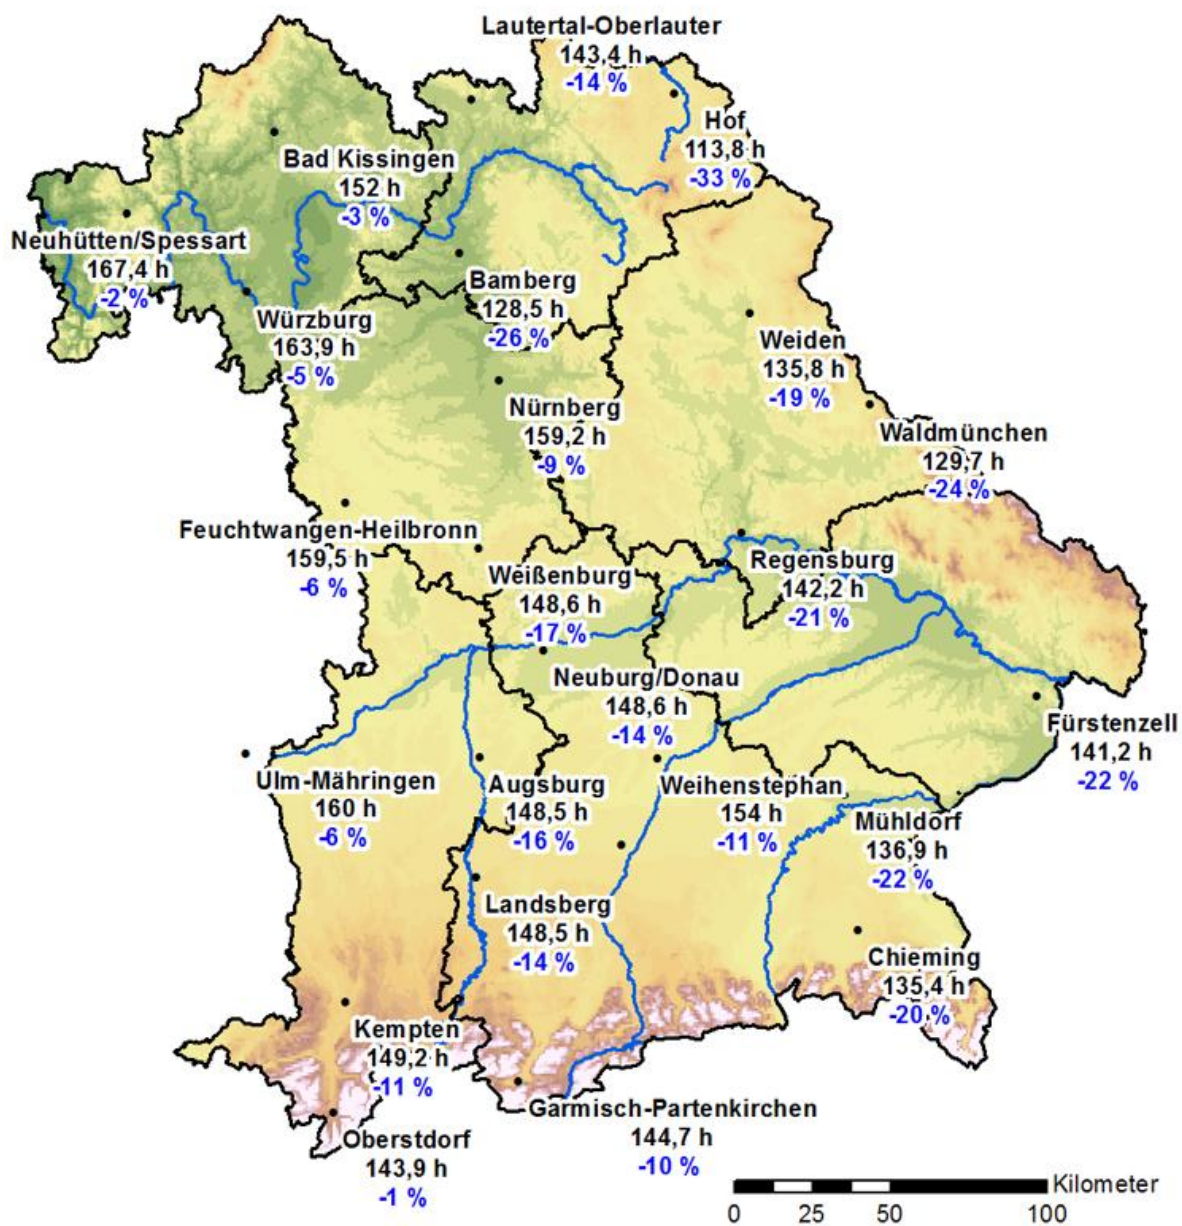 Lautertal-Oberlauter
143,4 h
-14 %
Hof
113,8 h
-33 %
Bad Kissingen
152 h
-3 %
Neuhütten/Spessart
167,4 h
-2 %
Bamberg
128,5 h
-26 %
Würzburg
163,9 h
-5 %
Weiden
135,8 h
-19 %
Nürnberg
159,2 h
-9 %
Waldmünchen
129,7 h
-24 %
Feuchtwangen-Heilbronn
159,5 h
-6 %
Weißenburg
148,6 h
-17 %
Regensburg
142,2 h
-21 %
Neuburg/Donau
148,6 h
-14 %
Fürstenzell
141,2 h
-22 %
Ulm-Mähringen
160 h
-6 %
Augsburg
148,5 h
-16 %
Weihenstephan
154 h
-11 %
Mühldorf
136,9 h
-22 %
Landsberg
148,5 h
-14 %
Chieming
135,4 h
-20 %
Kempten
149,2 h
-11 %
Garmisch-Partenkirchen
144,7 h
-10 %
Oberstdorf
143,9 h
-1 %
Kilometer
0 25 50 100